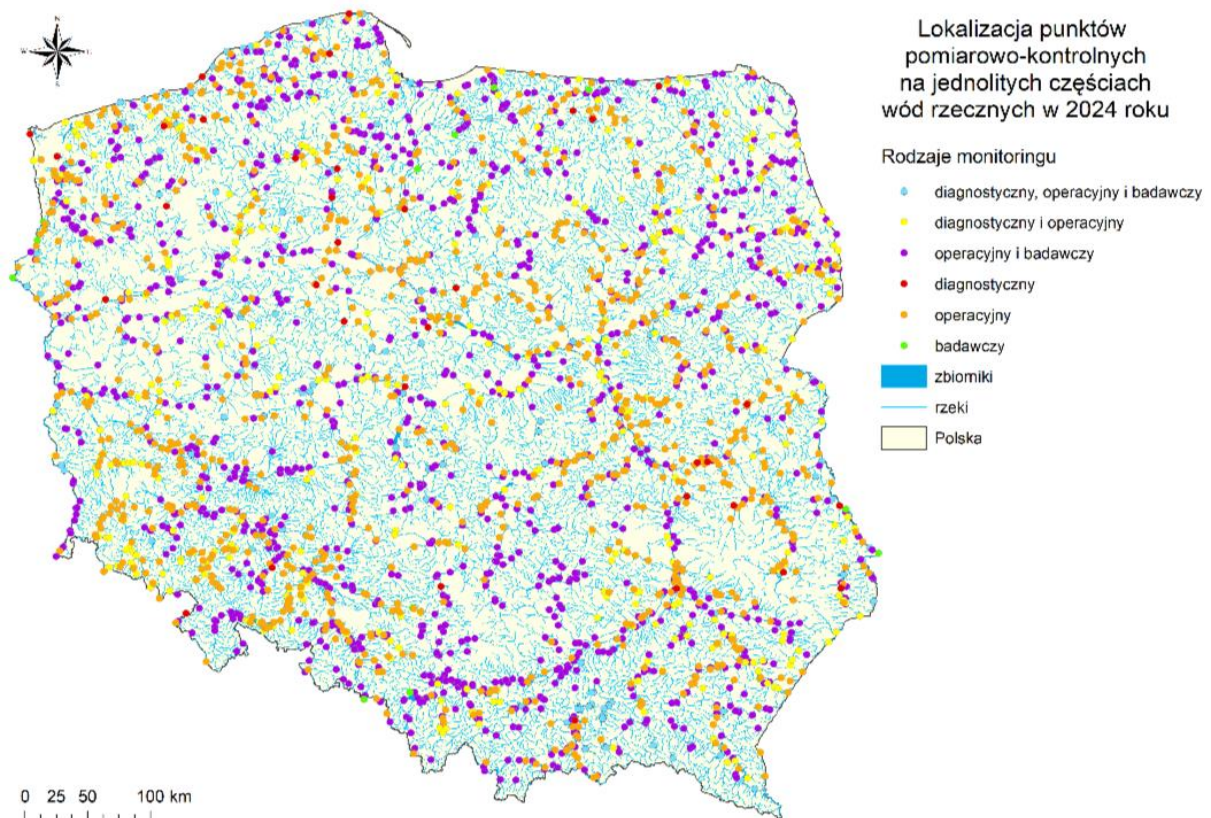 Lokalizacja punktów
pomiarowo-kontrolnych
na jednolitych częściach
wód rzecznych w 2024 roku
Rodzaje monitoringu
diagnostyczny, operacyjny i badawczy
diagnostyczny i operacyjny
operacyjny i badawczy
diagnostyczny
operacyjny
badawczy
zbiorniki
rzeki
Polska
N
W
S
0 25 50 100 km